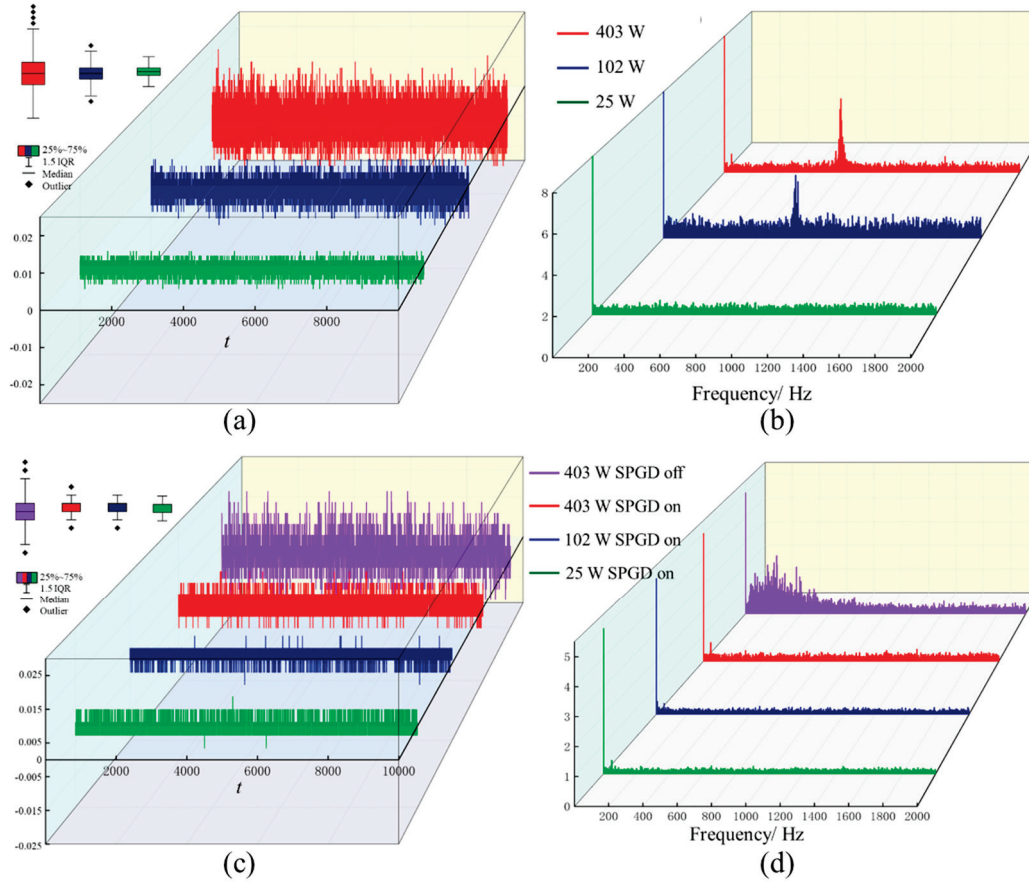 25%~75%
1.5 IQR
Median
Outlier
0.02
0.01
0
-0.01
-0.02
2000 4000 6000 8000
t
(a)
403 W
102 W
25 W
8
6
4
2
0
200 400 600 800 1000 1200 1400 1600 1800 2000
Frequency/ Hz
(b)
25%~75%
1.5 IQR
Median
Outlier
0.025
0.015
0.005
0
-0.005
-0.015
-0.025
2000 4000 6000 8000 10000
t
(c)
403 W SPGD off
403 W SPGD on
102 W SPGD on
25 W SPGD on
5
4
3
2
1
0
200 400 600 800 1000 1200 1400 1600 1800 2000
Frequency/ Hz
(d)